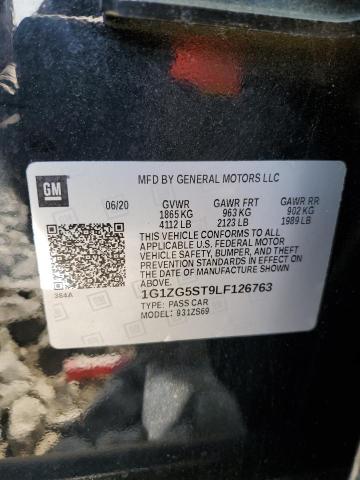 GM
MFD BY GENERAL MOTORS LLC
06/20 GVWR GAWR FRT GAWR RR
1865 KG 963 KG 902 KG
4112 LB 2123 LB 1989 LB
THIS VEHICLE CONFORMS TO ALL
APPLICABLE U.S. FEDERAL MOTOR
VEHICLE SAFETY, BUMPER, AND THEFT
PREVENTION STANDARDS IN EFFECT ON
THE DATE OF MANUFACTURE SHOWN
ABOVE.
384A
1G1ZG5ST9LF126763
TYPE: PASS CAR
MODEL: 931ZS69